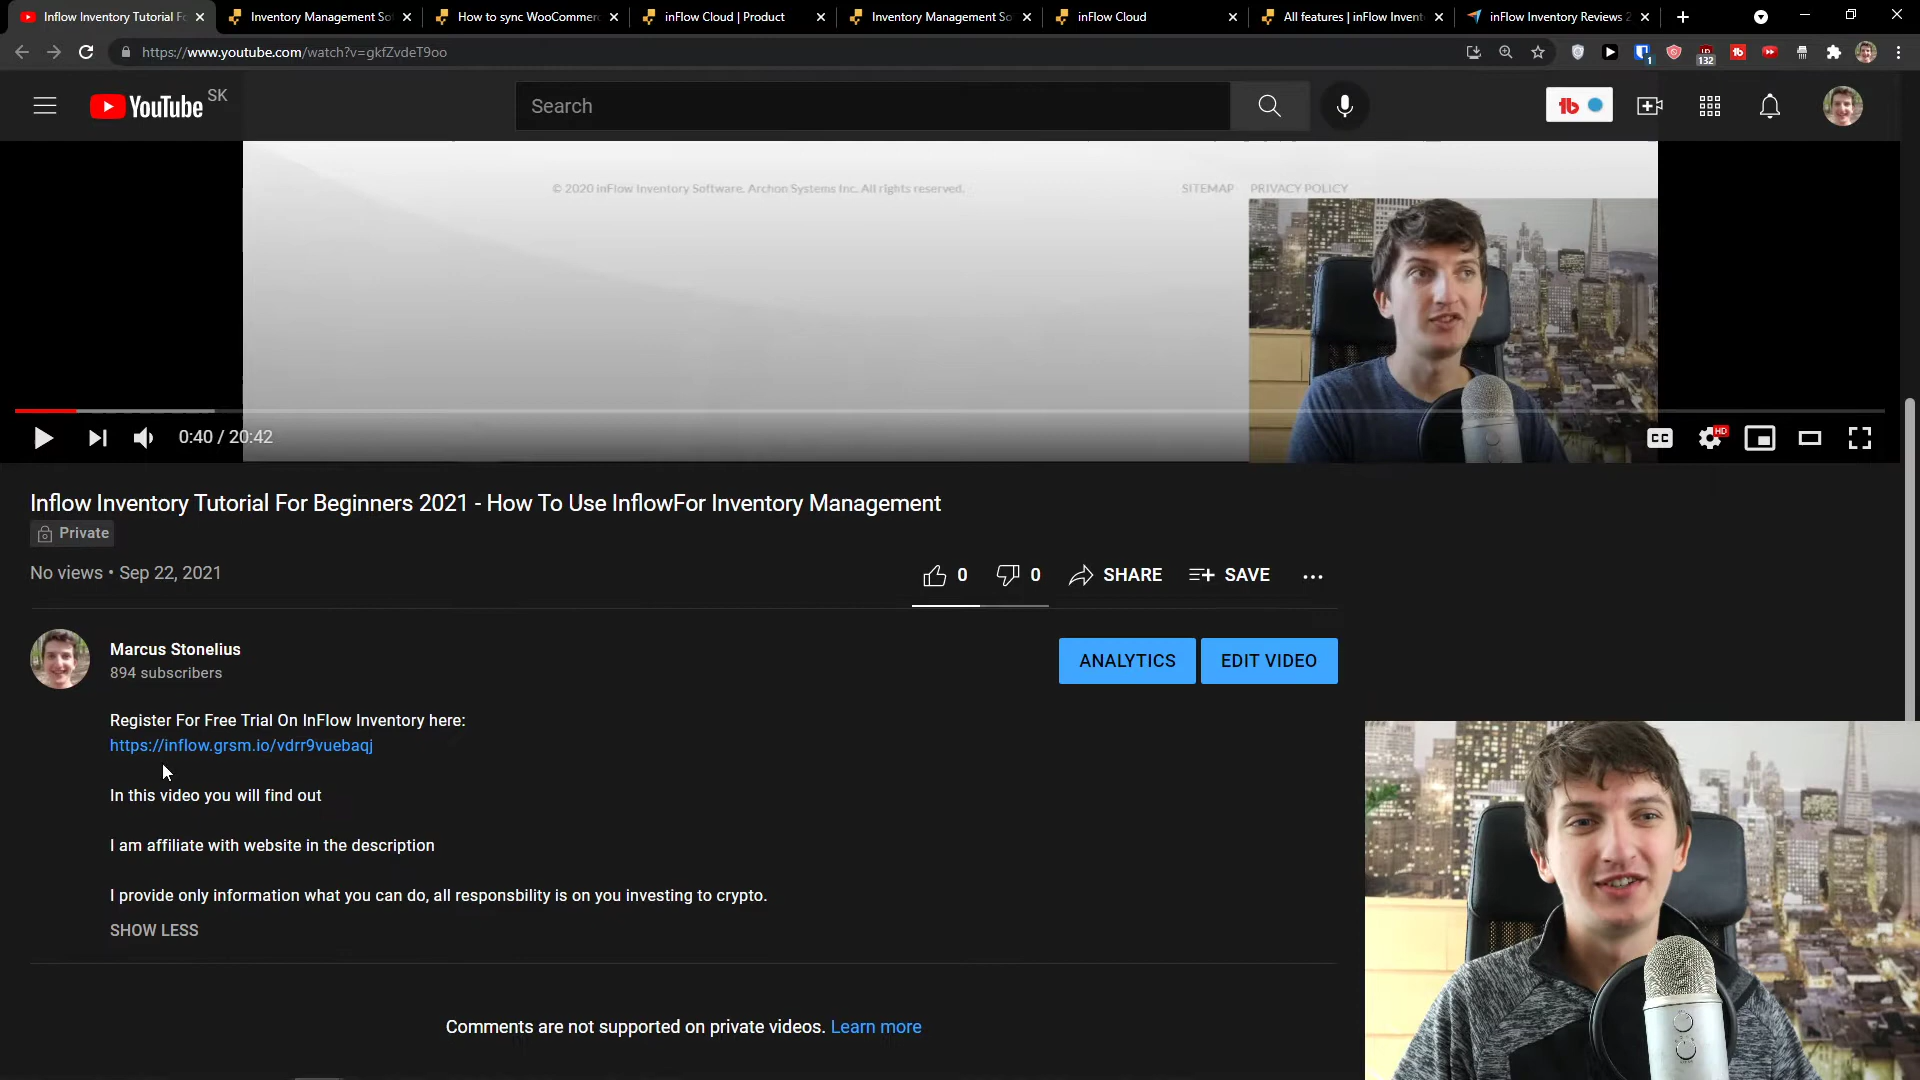 Inflow Inventory Tutorial F
Inventory Management So
How to sync WooCommer
inFlow Cloud | Product
Inventory Management So
inFlow Cloud
All features | inFlow Invent
inFlow Inventory Reviews 2
https://www.youtube.com/watch?v=gkfZvdeT9oo
1
132
YouTube SK
Search
© 2020 inFlow Inventory Software. Archon Systems Inc. All rights reserved.
SITEMAP PRIVACY POLICY
0:40 / 20:42
CC
HD
Inflow Inventory Tutorial For Beginners 2021 - How To Use InflowFor Inventory Management
Private
No views • Sep 22, 2021
0 0 SHARE SAVE
Marcus Stonelius
894 subscribers
ANALYTICS EDIT VIDEO
Register For Free Trial On InFlow Inventory here:
https://inflow.grsm.io/vdrr9vuebaqj
In this video you will find out
I am affiliate with website in the description
I provide only information what you can do, all responsbility is on you investing to crypto.
SHOW LESS
Comments are not supported on private videos. Learn more